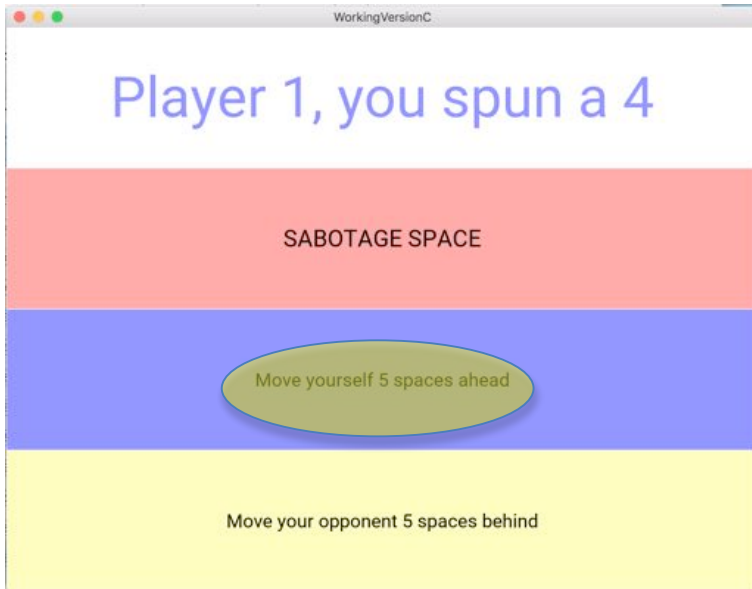 WorkingVersionC
Player 1, you spun a 4
SABOTAGE SPACE
Move yourself 5 spaces ahead
Move your opponent 5 spaces behind